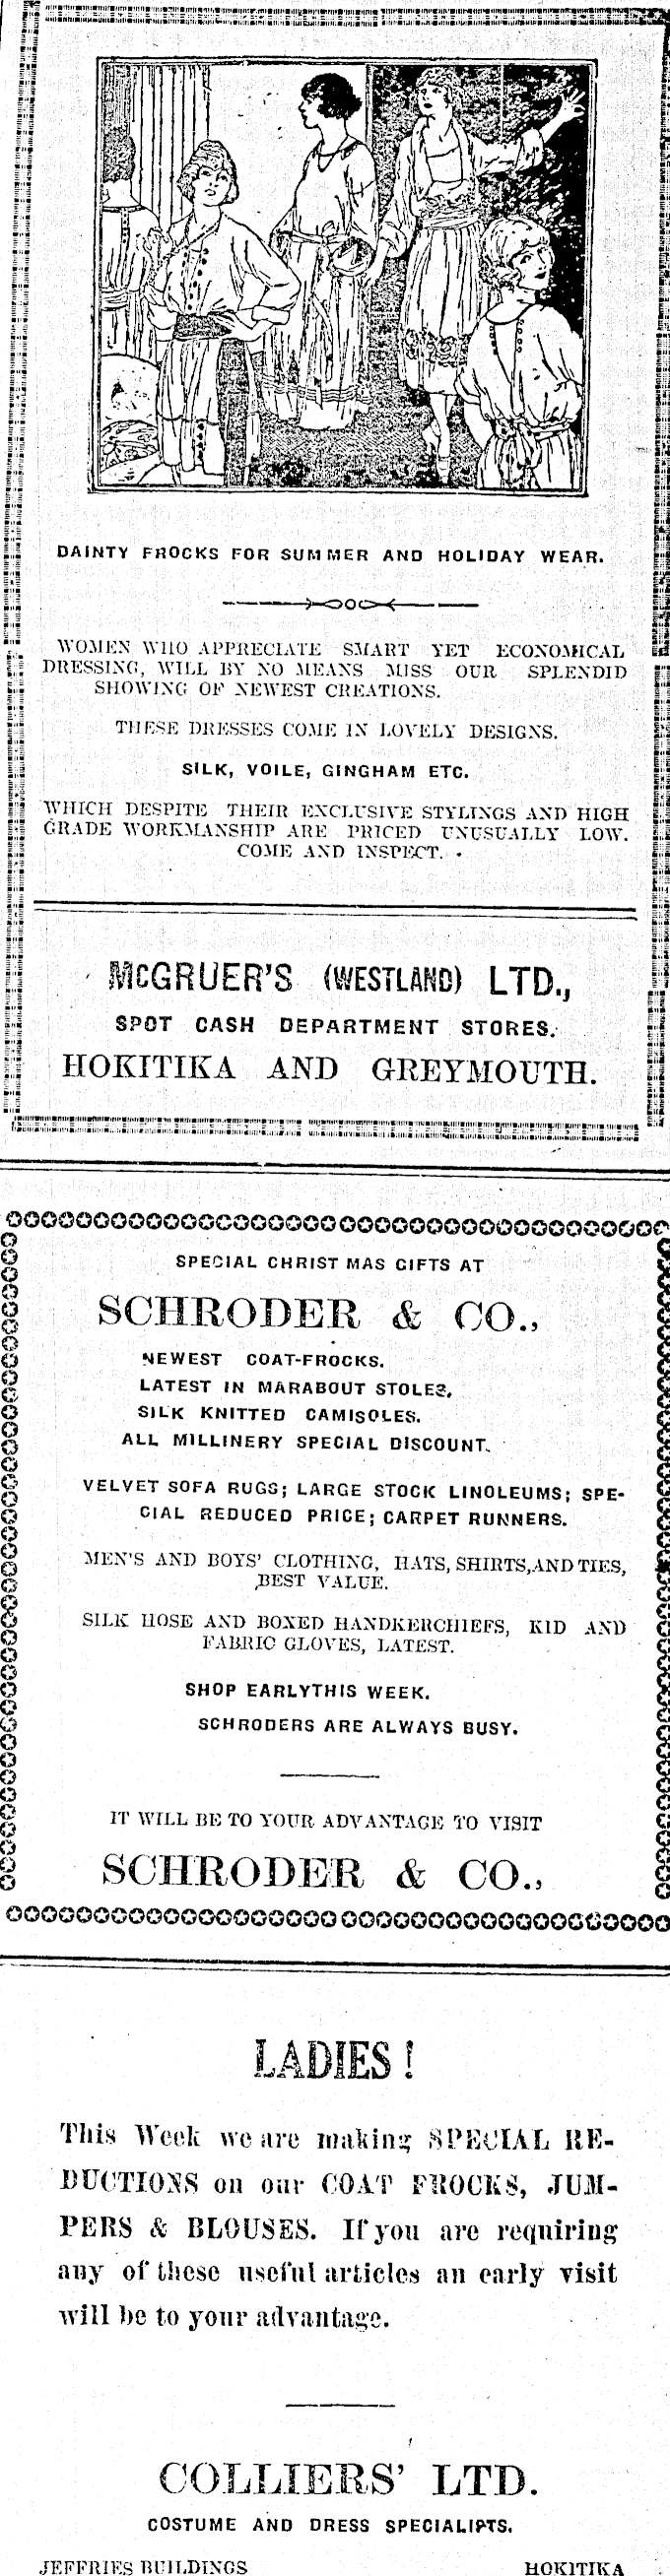 DAINTY FROCKS FOR SUMMER AND HOLIDAY WEAR.
WOMEN WHO APPRECIATE SMART YET ECONOMICAL
DRESSING, WILL BY NO MEANS MISS OUR SPLENDID
SHOWING OF NEWEST CREATIONS.
THESE DRESSES COME IN LOVELY DESIGNS.
SILK, VOILE, GINGHAM ETC.
WHICH DESPITE THEIR EXCLUSIVE STYLINGS AND HIGH
GRADE WORKMANSHIP ARE PRICED UNUSUALLY LOW.
COME AND INSPECT.
McGRUER'S (WESTLAND) LTD.,
SPOT CASH DEPARTMENT STORES.
HOKITIKA AND GREYMOUTH.
SPECIAL CHRIST MAS GIFTS AT
SCHRODER & CO.,
NEWEST COAT-FROCKS.
LATEST IN MARABOUT STOLES.
SILK KNITTED CAMISOLES.
ALL MILLINERY SPECIAL DISCOUNT.
VELVET SOFA RUGS; LARGE STOCK LINOLEUMS; SPE-
CIAL REDUCED PRICE; CARPET RUNNERS.
MEN'S AND BOYS' CLOTHING, HATS, SHIRTS, AND TIES,
BEST VALUE.
SILK HOSE AND BOXED HANDKERCHIEFS, KID AND
FABRIC GLOVES, LATEST.
SHOP EARLYTHIS WEEK.
SCHRODERS ARE ALWAYS BUSY.
IT WILL BE TO YOUR ADVANTAGE TO VISIT
SCHRODER & CO.,
LADIES!
This Week we are making SPECIAL RE-
DUCTIONS on our COAT FROCKS, JUM-
PERS & BLOUSES. If you are requiring
any of these useful articles an early visit
will be to your advantage.
COLLIERS' LTD.
COSTUME AND DRESS SPECIALISTS.
JEFFRIES BUILDINGS HOKITIKA